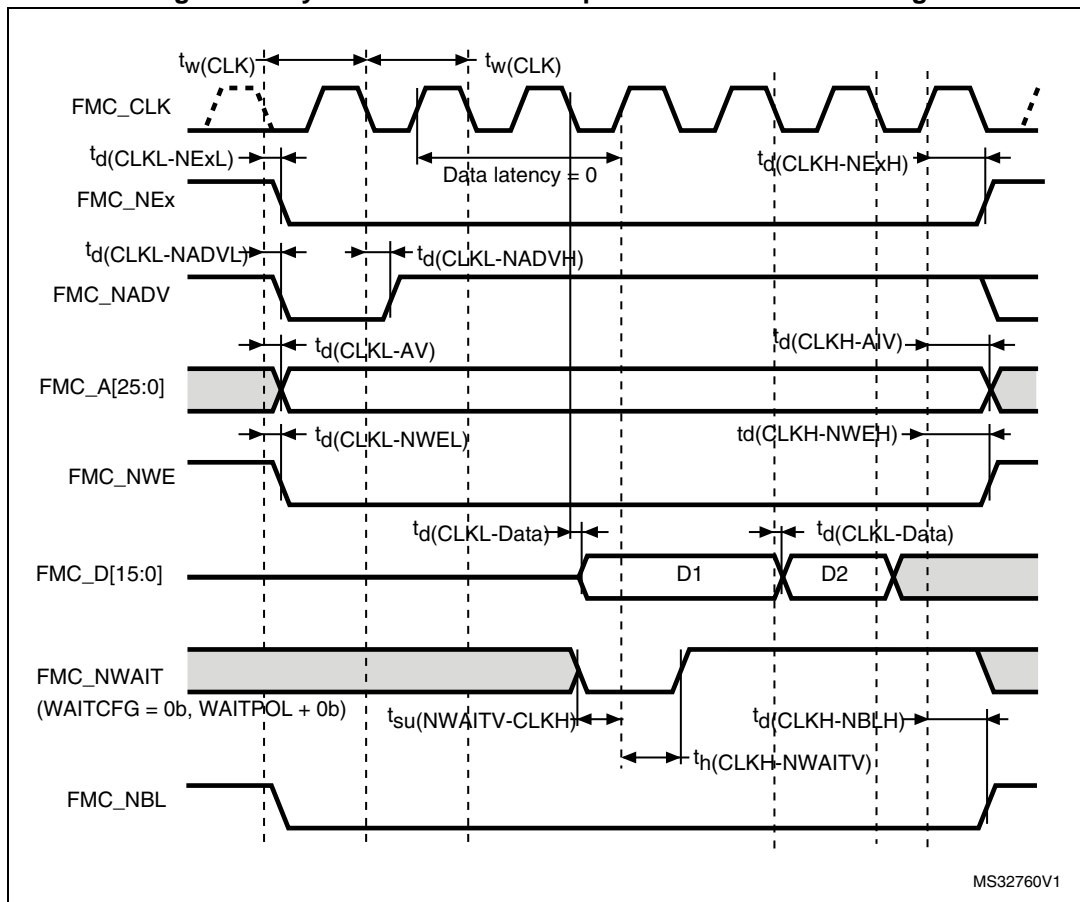 tw(CLK) tw(CLK)
FMC_CLK
td(CLKL-NExL) Data latency = 0 td(CLKH-NExH)
FMC_NEx
td(CLKL-NADVL) td(CLKL-NADVH)
FMC_NADV
td(CLKL-AV) td(CLKH-AIV)
FMC_A[25:0]
td(CLKL-NWEL) td(CLKH-NWEH)
FMC_NWE
td(CLKL-Data) td(CLKL-Data)
FMC_D[15:0] D1 D2
FMC_NWAIT
(WAITCFG = 0b, WAITPOL + 0b)
tsu(NWAITV-CLKH) td(CLKH-NBLH)
th(CLKH-NWAITV)
FMC_NBL
MS32760V1